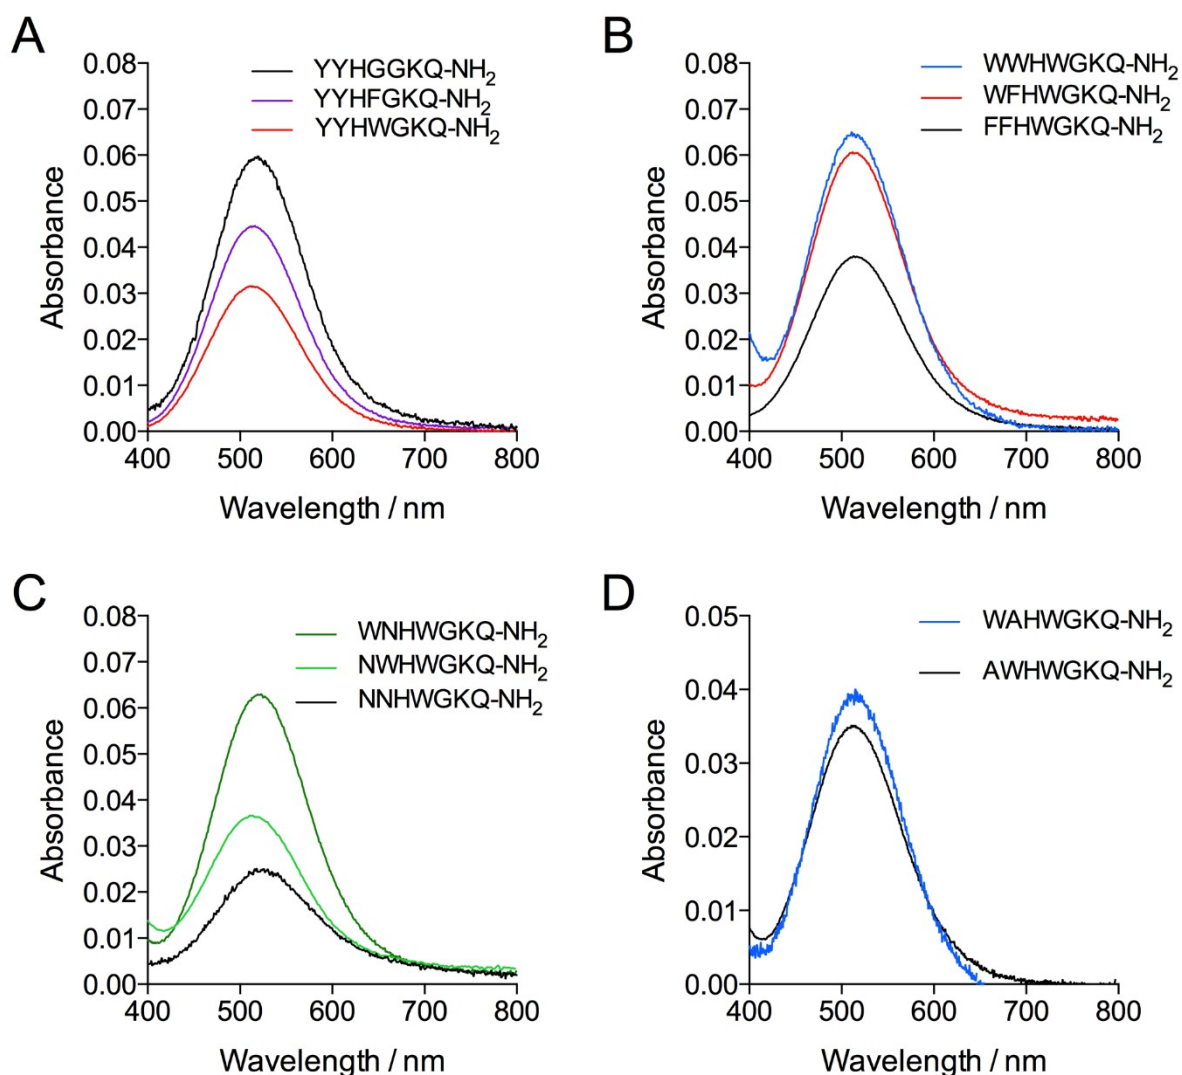 A
YYHGGKQ-NH₂
YYHFGKQ-NH₂
YYHWGKQ-NH₂
0.08
0.07
0.06
0.05
0.04
0.03
0.02
0.01
0.00
Absorbance
400 500 600 700 800
Wavelength / nm
B
WWHWGKQ-NH₂
WFHWGKQ-NH₂
FFHWGKQ-NH₂
0.08
0.07
0.06
0.05
0.04
0.03
0.02
0.01
0.00
Absorbance
400 500 600 700 800
Wavelength / nm
C
WNHWGKQ-NH₂
NWHWGKQ-NH₂
NNHWGKQ-NH₂
0.08
0.07
0.06
0.05
0.04
0.03
0.02
0.01
0.00
Absorbance
400 500 600 700 800
Wavelength / nm
D
WAHWGKQ-NH₂
AWHWGKQ-NH₂
0.05
0.04
0.03
0.02
0.01
0.00
Absorbance
400 500 600 700 800
Wavelength / nm